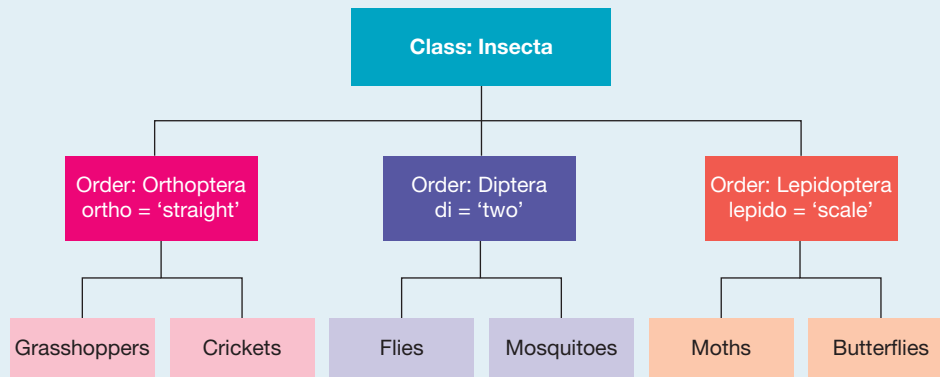 Class: Insecta
Order: Orthoptera
ortho = ‘straight’
Order: Diptera
di = ‘two’
Order: Lepidoptera
lepido = ‘scale’
Grasshoppers
Crickets
Flies
Mosquitoes
Moths
Butterflies